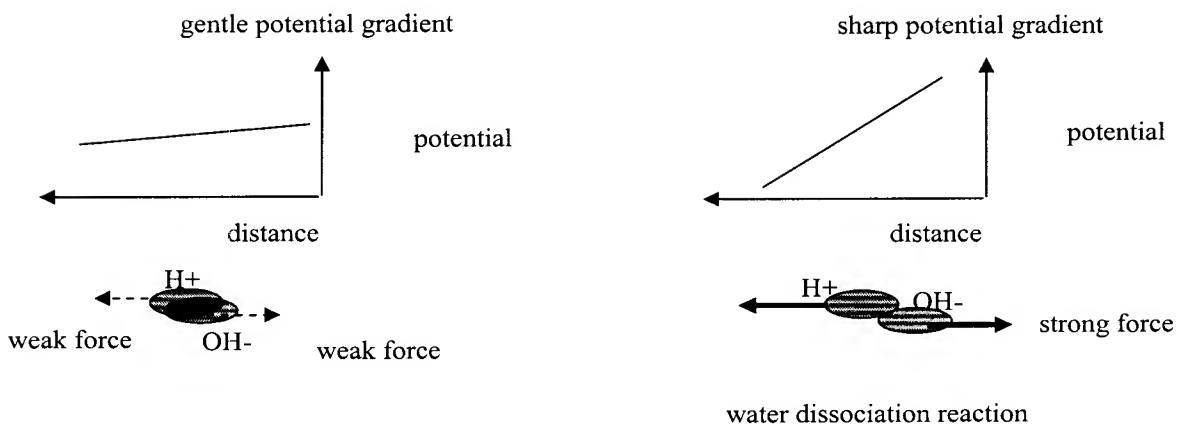 gentle potential gradient
potential
distance
H+
weak force
OH-
weak force
sharp potential gradient
potential
distance
H+
OH-
strong force
water dissociation reaction